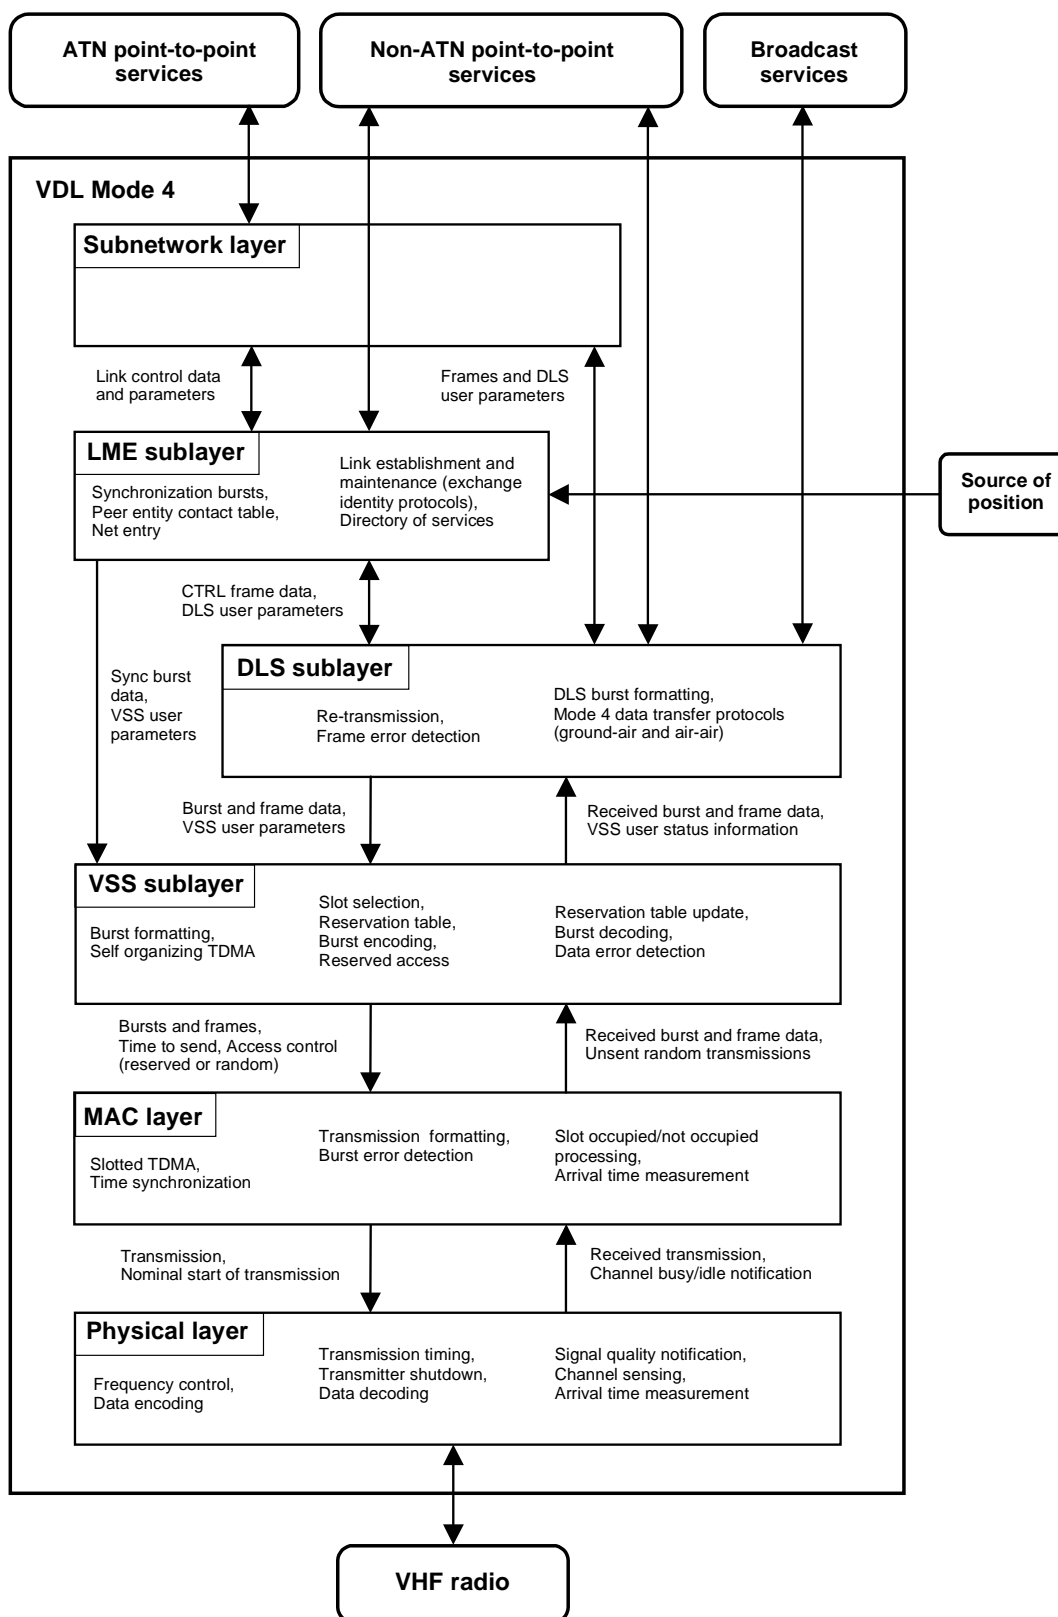 ATN point-to-point
services
Non-ATN point-to-point
services
Broadcast
services
VDL Mode 4
Subnetwork layer
Link control data
and parameters
Frames and DLS
user parameters
LME sublayer
Synchronization bursts,
Peer entity contact table,
Net entry
Link establishment and
maintenance (exchange
identity protocols),
Directory of services
Source of
position
CTRL frame data,
DLS user parameters
Sync burst
data,
VSS user
parameters
DLS sublayer
Re-transmission,
Frame error detection
DLS burst formatting,
Mode 4 data transfer protocols
(ground-air and air-air)
Burst and frame data,
VSS user parameters
Received burst and frame data,
VSS user status information
VSS sublayer
Burst formatting,
Self organizing TDMA
Slot selection,
Reservation table,
Burst encoding,
Reserved access
Reservation table update,
Burst decoding,
Data error detection
Bursts and frames,
Time to send, Access control
(reserved or random)
Received burst and frame data,
Unsent random transmissions
MAC layer
Slotted TDMA,
Time synchronization
Transmission formatting,
Burst error detection
Slot occupied/not occupied
processing,
Arrival time measurement
Transmission,
Nominal start of transmission
Received transmission,
Channel busy/idle notification
Physical layer
Frequency control,
Data encoding
Transmission timing,
Transmitter shutdown,
Data decoding
Signal quality notification,
Channel sensing,
Arrival time measurement
VHF radio